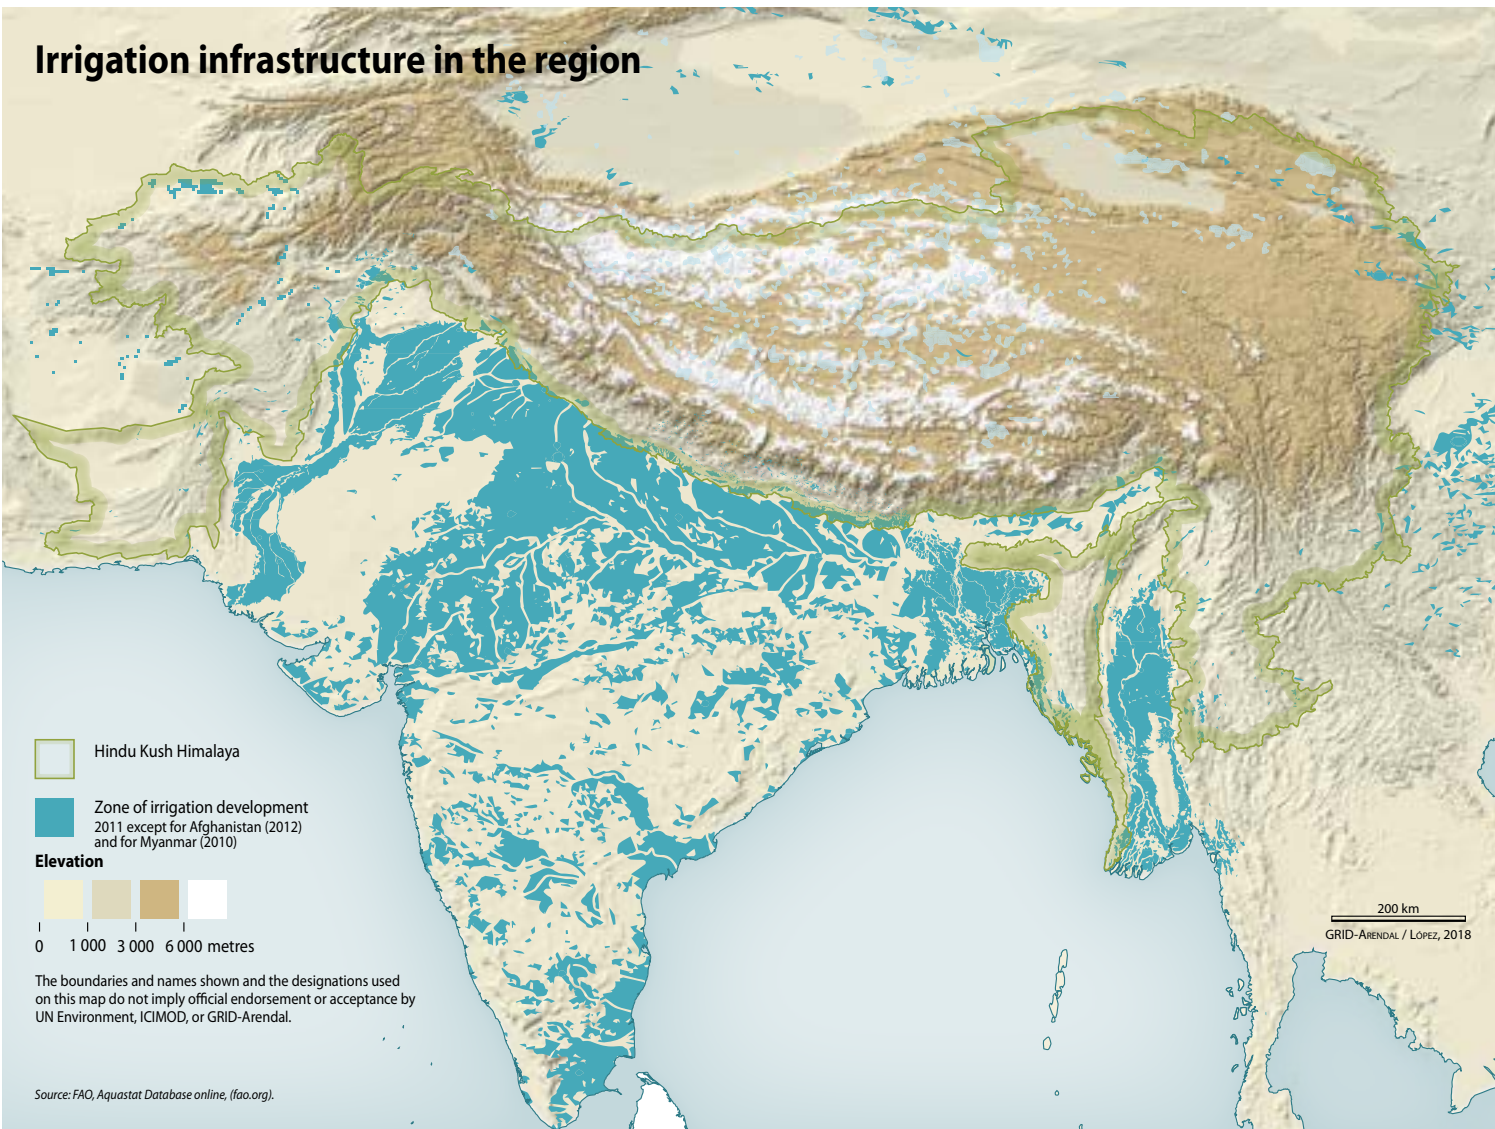 Irrigation infrastructure in the region
Hindu Kush Himalaya
Zone of irrigation development
2011 except for Afghanistan (2012)
and for Myanmar (2010)
Elevation
0 1 000 3 000 6 000 metres
200 km
GRID-Arendal / López, 2018
The boundaries and names shown and the designations used
on this map do not imply official endorsement or acceptance by
UN Environment, ICIMOD, or GRID-Arendal.
Source: FAO, Aquastat Database online, (fao.org).